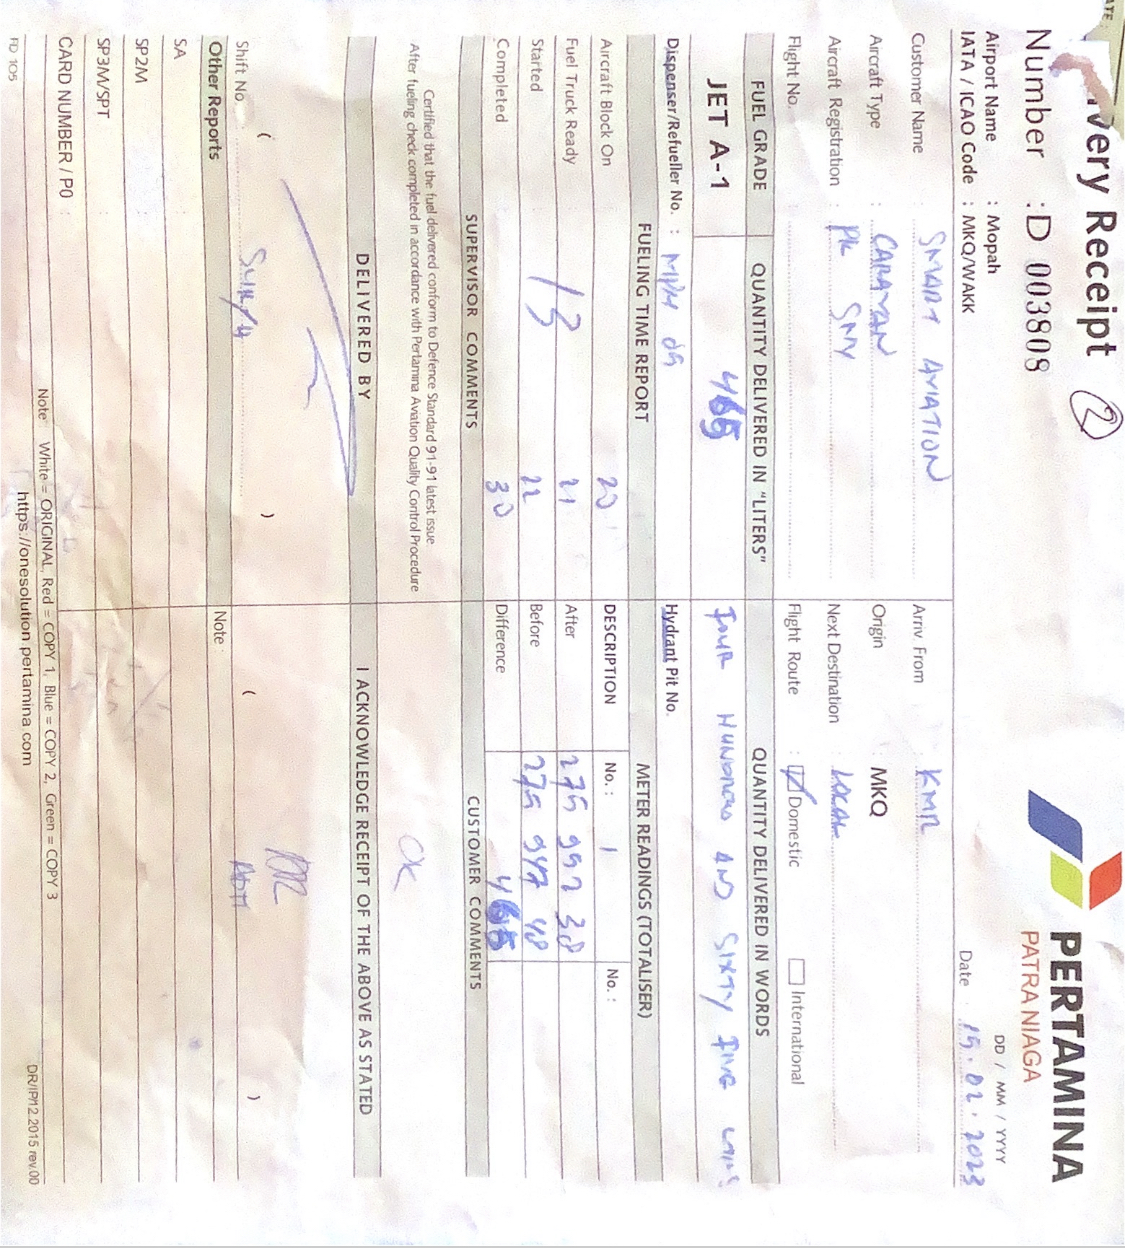 very Receipt 2
Number : D 003808
PERTAMINA
PATRA NIAGA
Airport Name : Mopah
IATA / ICAO Code : MKQ/WAKK
DD / MM / YYYY
Date 15.02.2023
Customer Name : SMART AVIATION
Arriv. From : KMR
Aircraft Type : CARAVAN
Origin : MKQ
Aircraft Registration : PK SNY
Next Destination : LOCAL
Flight No. :
Flight Route : Domestic International
FUEL GRADE QUANTITY DELIVERED IN "LITERS" QUANTITY DELIVERED IN WORDS
JET A-1 465 FOUR HUNDRED AND SIXTY FIVE
Dispenser/Refueller No. : Hydrant Pit No.
FUELING TIME REPORT METER READINGS (TOTALISER)
Aircraft Block On 20 DESCRIPTION No. : 1 No. :
Fuel Truck Ready 21 After 275 992 38
Started 13 22 Before 275 947 48
Completed 30 Difference 465
SUPERVISOR COMMENTS CUSTOMER COMMENTS
Certified that the fuel delivered conform to Defence Standard 91-91 latest issue
After fueling check completed in accordance with Pertamina Aviation Quality Control Procedure
OK
DELIVERED BY I ACKNOWLEDGE RECEIPT OF THE ABOVE AS STATED
( ) ( )
Shift No.
Other Reports Note :
SA
SP2M
SP3M/SPT :
CARD NUMBER / P0 :
Note White = ORIGINAL, Red = COPY 1, Blue = COPY 2, Green = COPY 3
FD 105 https://onesolution pertamina com DR/IP/12.2015 rev.00